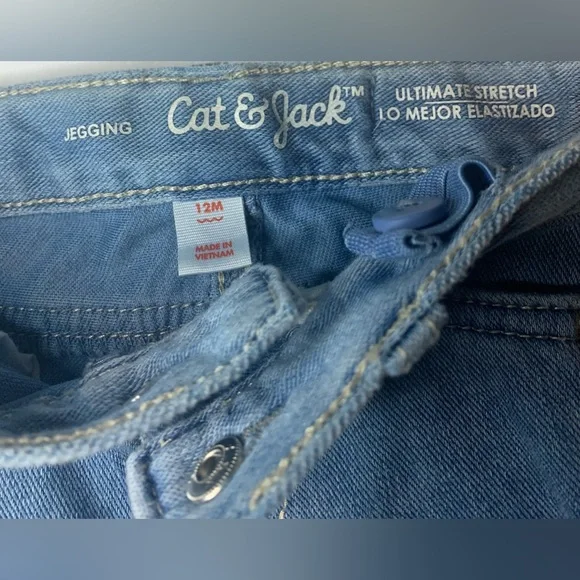 JEGGING
Cat & Jack™
ULTIMATE STRETCH
LO MEJOR ELASTIZADO
12M
MADE IN
VIETNAM